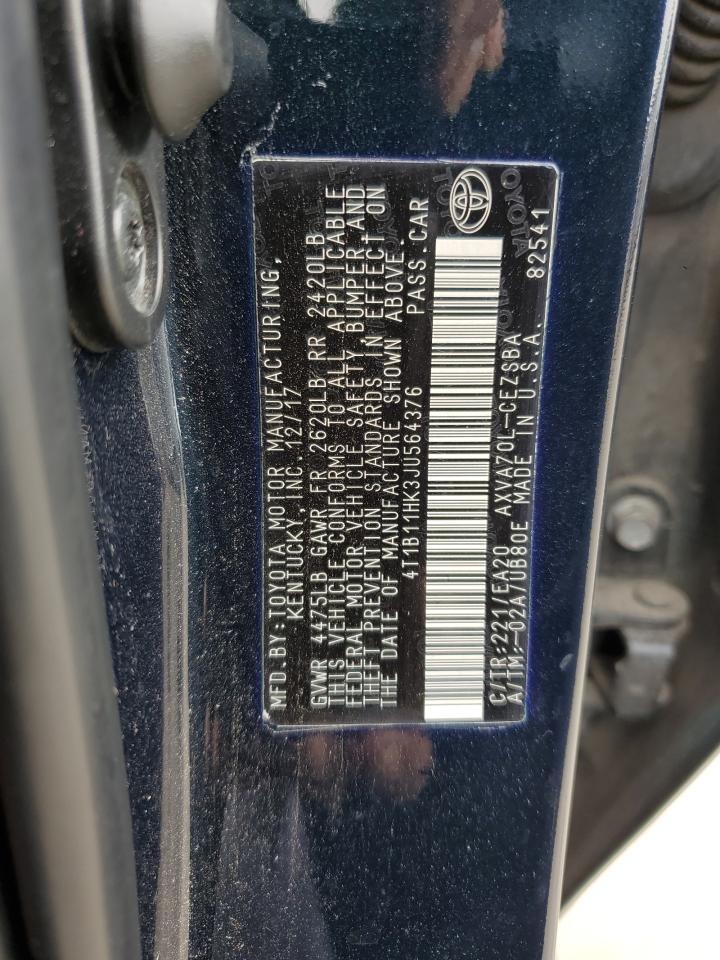 MFD.BY:TOYOTA MOTOR MANUFACTURING,
KENTUCKY,INC. 12/17
GVWR 4475LB GAWR FR 2620LB RR 2420LB
THIS VEHICLE CONFORMS TO ALL APPLICABLE
FEDERAL MOTOR VEHICLE SAFETY,BUMPER,AND
THEFT PREVENTION STANDARDS IN EFFECT ON
THE DATE OF MANUFACTURE SHOWN ABOVE.
4T1B11HK3JU564376 PASS.CAR
C/TR:221/EA20 AXVA70L-CEZSBA
A/TM:-02A/UB80E MADE IN U.S.A. 82541
TOYOTA